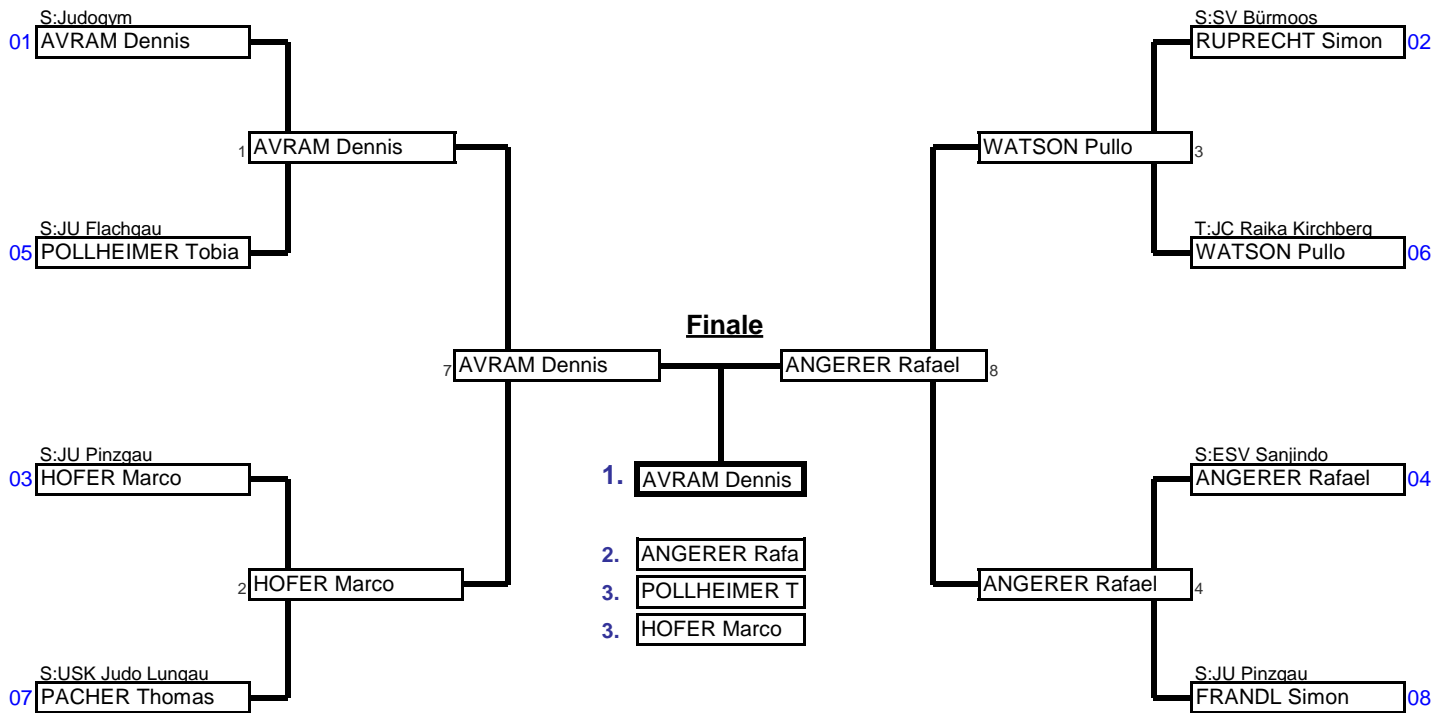 S:Judogym
01 AVRAM Dennis
S:SV Bürmoos
RUPRECHT Simon 02
1 AVRAM Dennis
WATSON Pullo 3
S:JU Flachgau
05 POLLHEIMER Tobia
T:JC Raika Kirchberg
WATSON Pullo 06
Finale
7 AVRAM Dennis
ANGERER Rafael 8
S:JU Pinzgau
03 HOFER Marco
1. AVRAM Dennis
S:ESV Sanjindo
ANGERER Rafael 04
2. ANGERER Rafa
3. POLLHEIMER T
3. HOFER Marco
2 HOFER Marco
ANGERER Rafael 4
S:USK Judo Lungau
07 PACHER Thomas
S:JU Pinzgau
FRANDL Simon 08